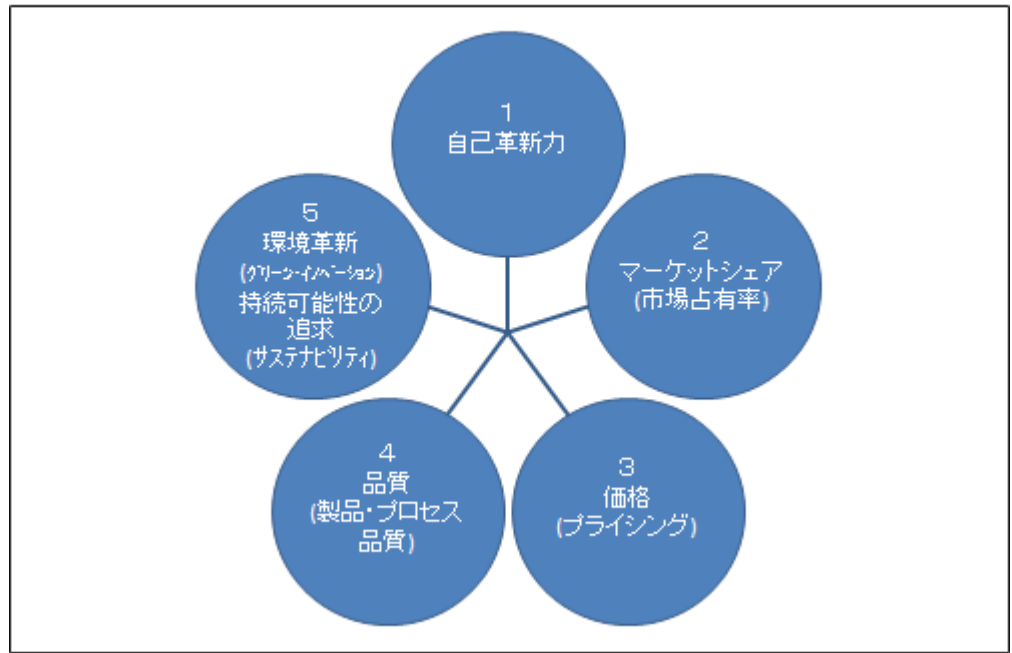 1
自己革新力
2
マーケットシェア
(市場占有率)
3
価格
(プライシング)
4
品質
(製品・プロセス
品質)
5
環境革新
(グリーン・イノベーション)
持続可能性の
追求
(サステナビリティ)